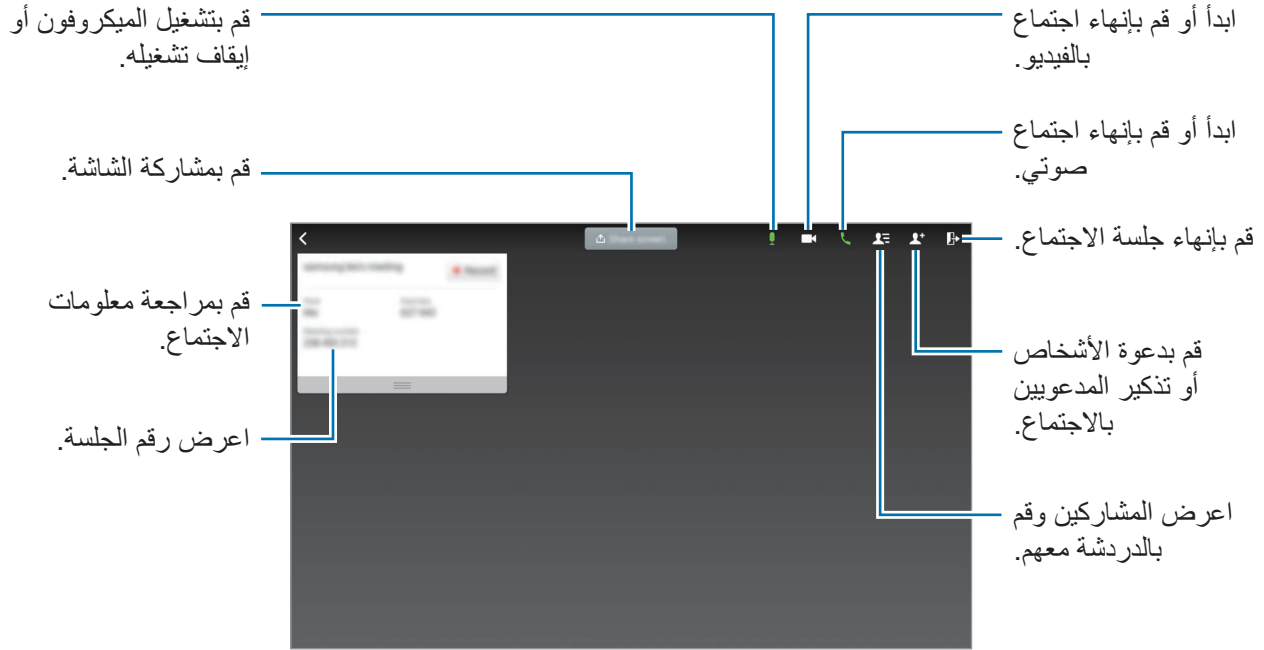 ابدأ أو قم بإنهاء اجتماع
بالفيديو.
ابدأ أو قم بإنهاء اجتماع
صوتي.
قم بإنهاء جلسة الاجتماع.
قم بدعوة الأشخاص
أو تذكير المدعويين
بالاجتماع.
اعرض المشاركين وقم
بالدردشة معهم.
قم بتشغيل الميكروفون أو
إيقاف تشغيله.
قم بمشاركة الشاشة.
قم بمراجعة معلومات
الاجتماع.
اعرض رقم الجلسة.
Share screen
Record